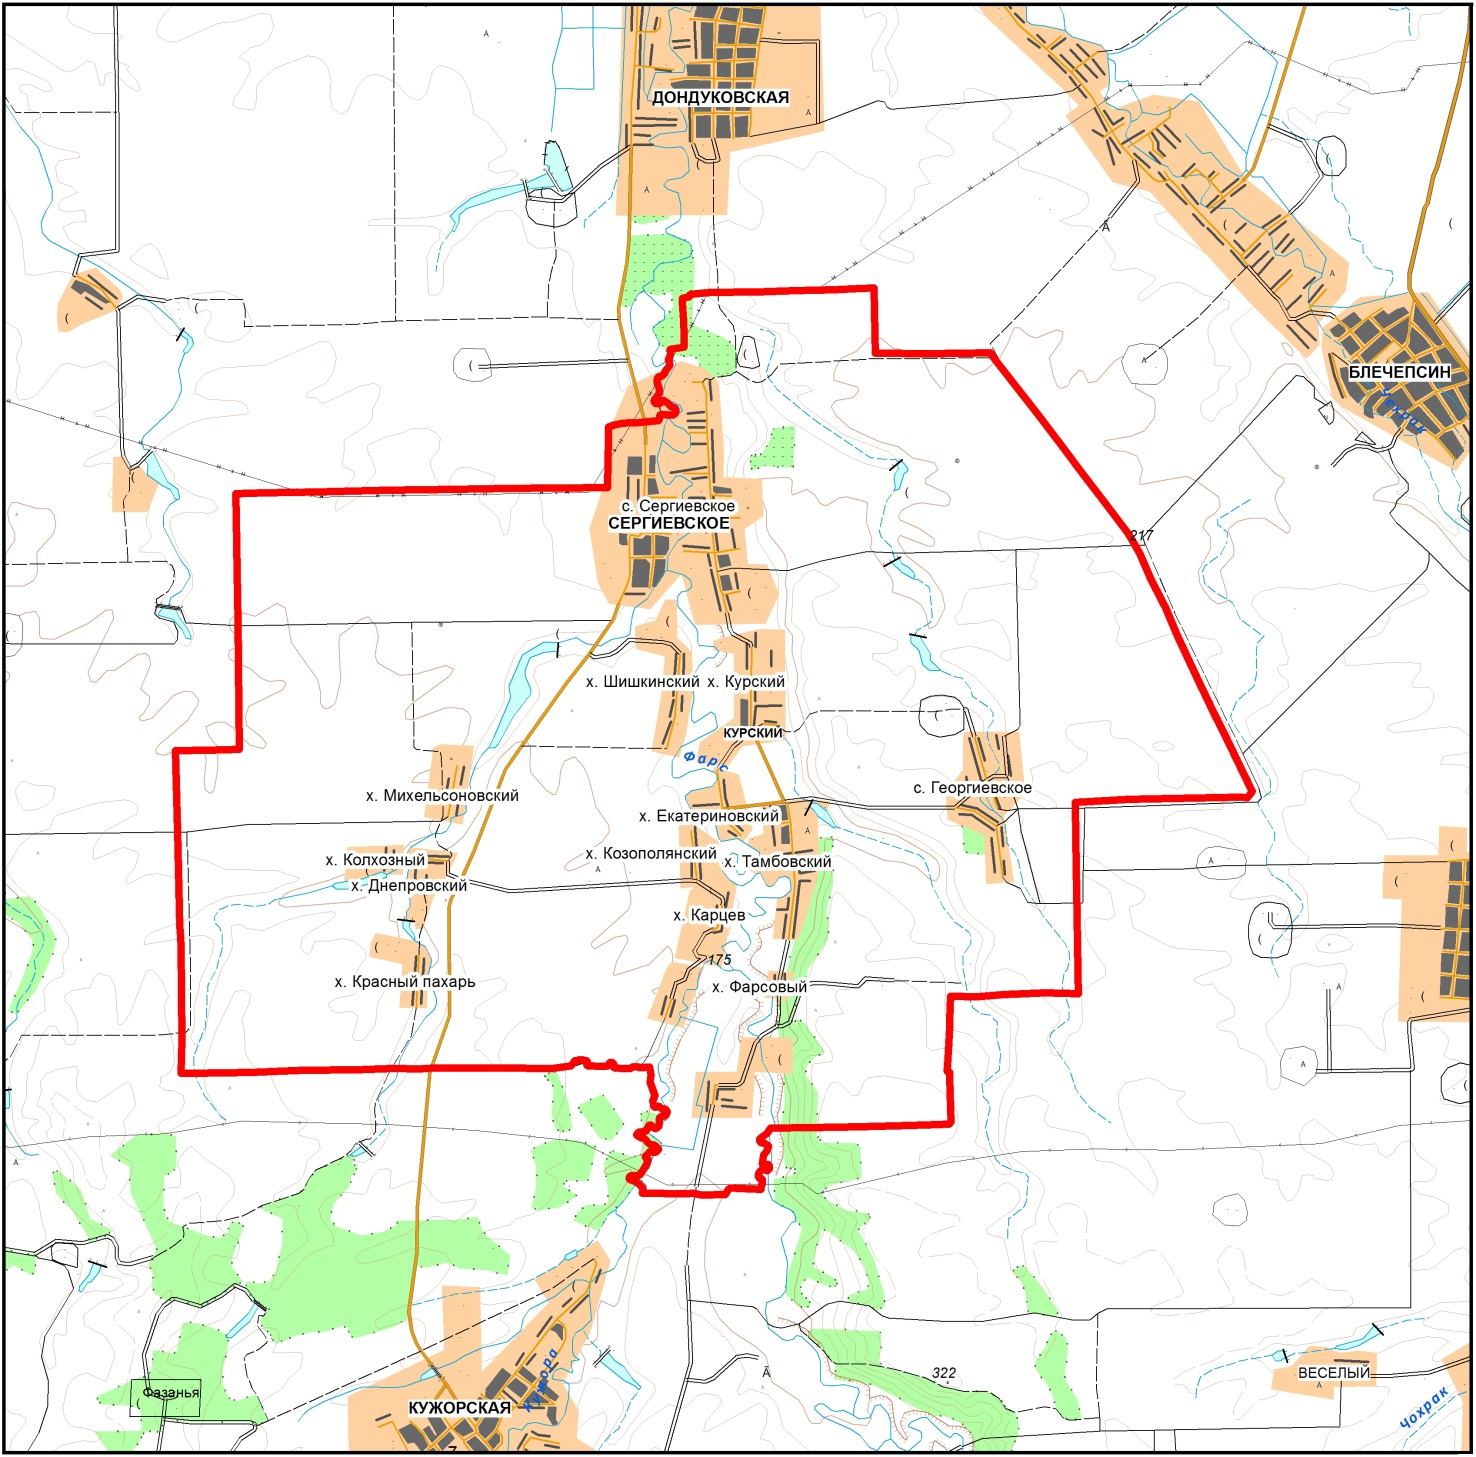 ДОНДУКОВСКАЯ
БЛЕЧЕПСИН
Чехрак
с. Сергиевское
СЕРГИЕВСКОЕ
217
х. Шишкинский
х. Курский
КУРСКИЙ
Фарс
с. Георгиевское
х. Михельсоновский
х. Екатериновский
х. Козополянский
х. Тамбовский
х. Колхозный
х. Днепровский
х. Карцев
175
х. Красный пахарь
х. Фарсовый
322
ВЕСЕЛЫЙ
Фазанья
Кужора
КУЖОРСКАЯ
Чохрак